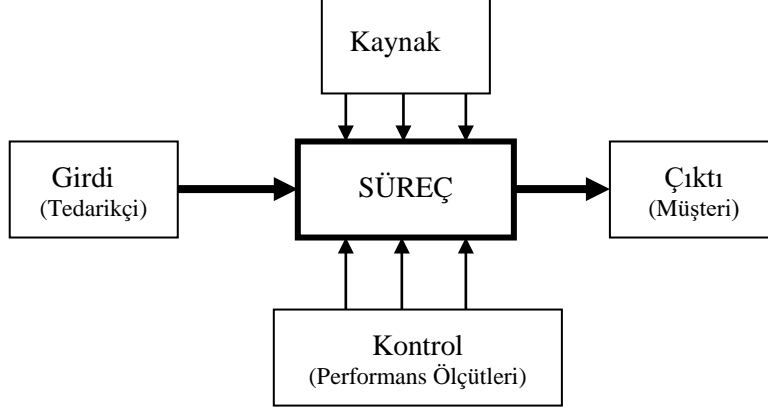 Kaynak
Girdi
(Tedarikçi)
SÜREÇ
Çıktı
(Müşteri)
Kontrol
(Performans Ölçütleri)